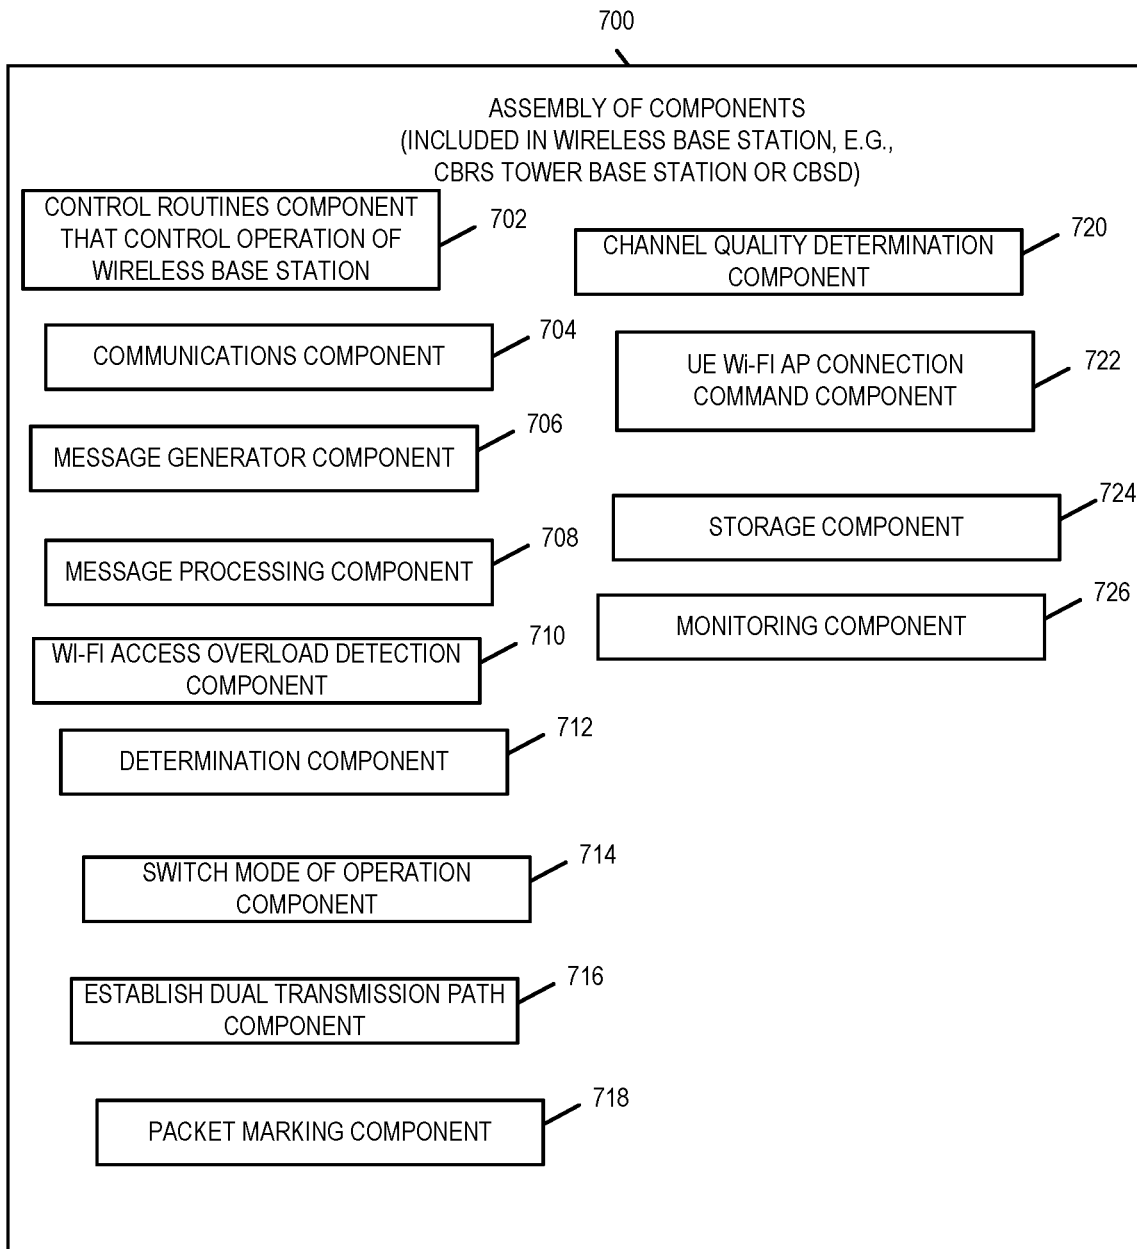 700
ASSEMBLY OF COMPONENTS
(INCLUDED IN WIRELESS BASE STATION, E.G.,
CBRS TOWER BASE STATION OR CBSD)
CONTROL ROUTINES COMPONENT
THAT CONTROL OPERATION OF
WIRELESS BASE STATION
702
COMMUNICATIONS COMPONENT
704
MESSAGE GENERATOR COMPONENT
706
MESSAGE PROCESSING COMPONENT
708
WI-FI ACCESS OVERLOAD DETECTION
COMPONENT
710
DETERMINATION COMPONENT
712
SWITCH MODE OF OPERATION
COMPONENT
714
ESTABLISH DUAL TRANSMISSION PATH
COMPONENT
716
PACKET MARKING COMPONENT
718
CHANNEL QUALITY DETERMINATION
COMPONENT
720
UE Wi-FI AP CONNECTION
COMMAND COMPONENT
722
STORAGE COMPONENT
724
MONITORING COMPONENT
726